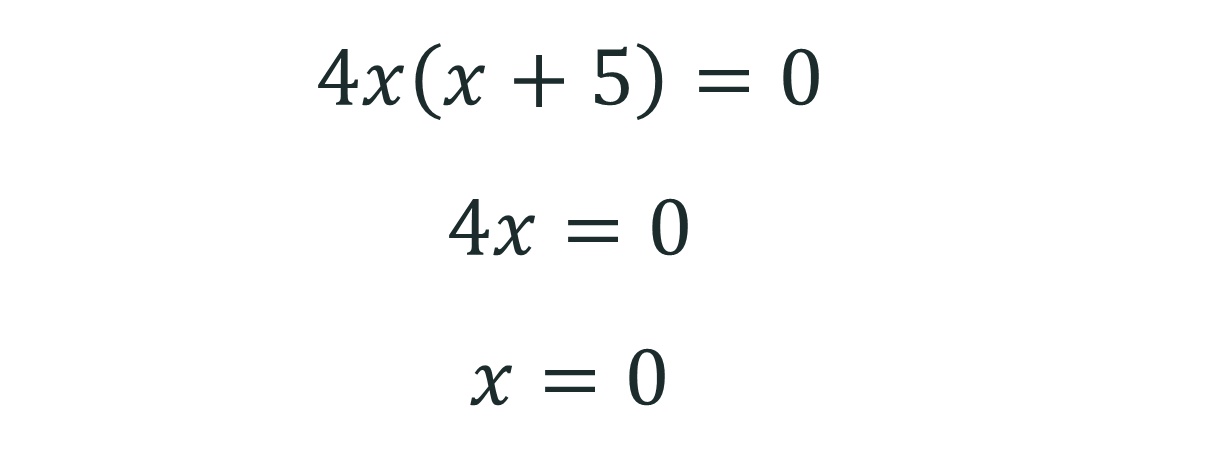 4x(x + 5) = 0
4x = 0
x = 0